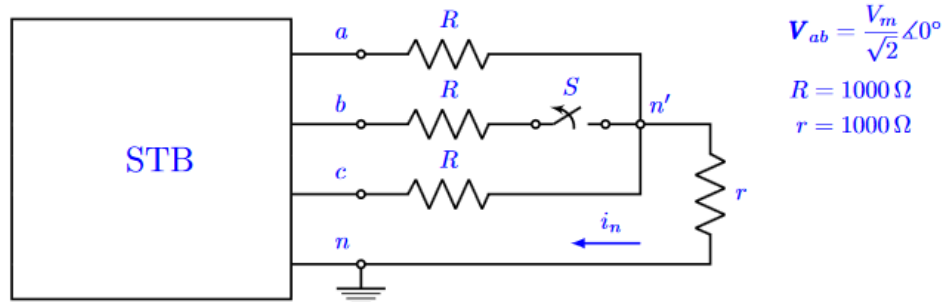 a
R
b
R
S
n′
c
R
n
i_n
r
STB
𝑽_ab = V_m/√2 ∡0°
R = 1000 Ω
r = 1000 Ω